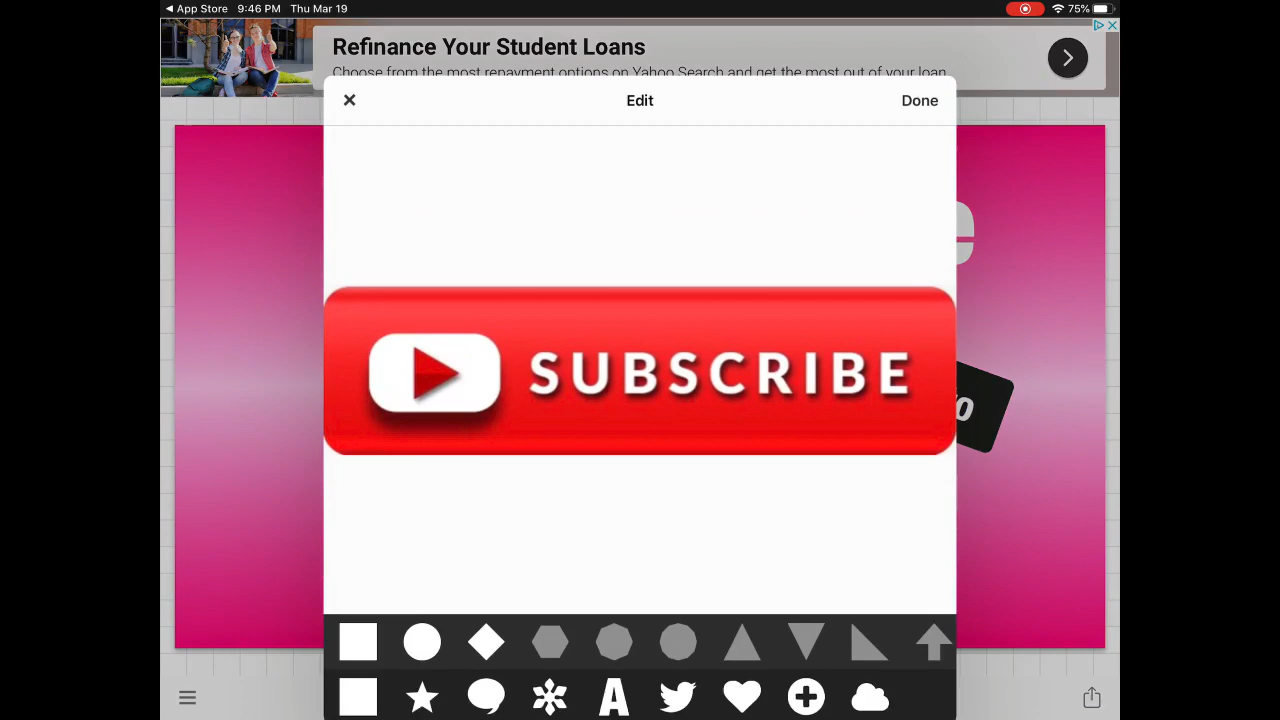 App Store 9:46 PM Thu Mar 19 75%
Refinance Your Student Loans
Choose from the most repayment options on Yahoo Search and get the most out of your loan
Edit
Done
e
SUBSCRIBE
A